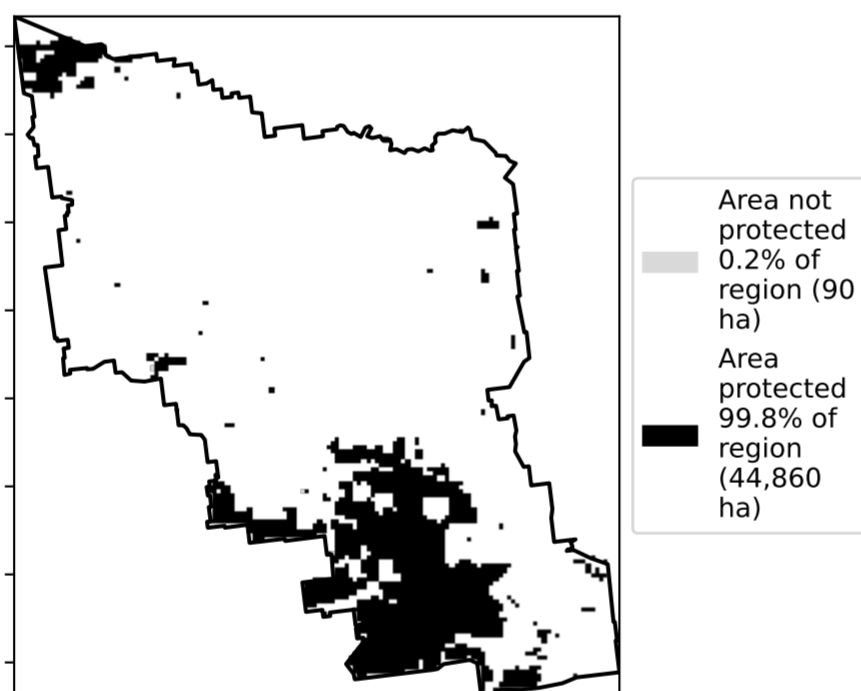 Area not
protected
0.2% of
region (90
ha)
Area
protected
99.8% of
region
(44,860
ha)